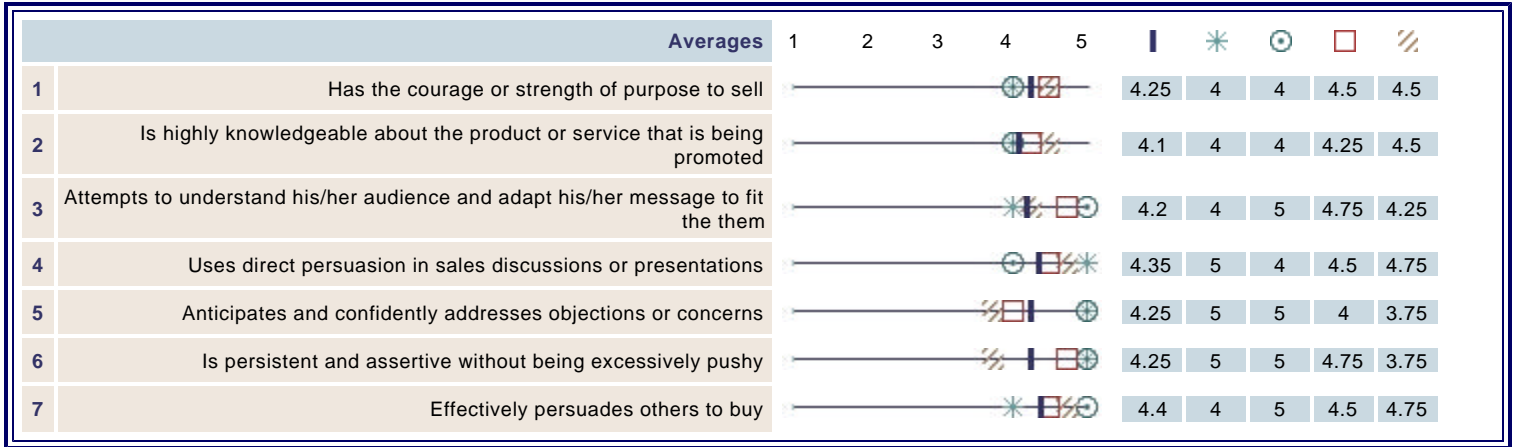 Averages 1 2 3 4 5
1 Has the courage or strength of purpose to sell 4.25 4 4 4.5 4.5
Is highly knowledgeable about the product or service that is being
2 promoted 4.1 4 4 4.25 4.5
Attempts to understand his/her audience and adapt his/her message to fit
3 the them 4.2 4 5 4.75 4.25
4 Uses direct persuasion in sales discussions or presentations 4.35 5 4 4.5 4.75
5 Anticipates and confidently addresses objections or concerns 4.25 5 5 4 3.75
6 Is persistent and assertive without being excessively pushy 4.25 5 5 4.75 3.75
7 Effectively persuades others to buy 4.4 4 5 4.5 4.75